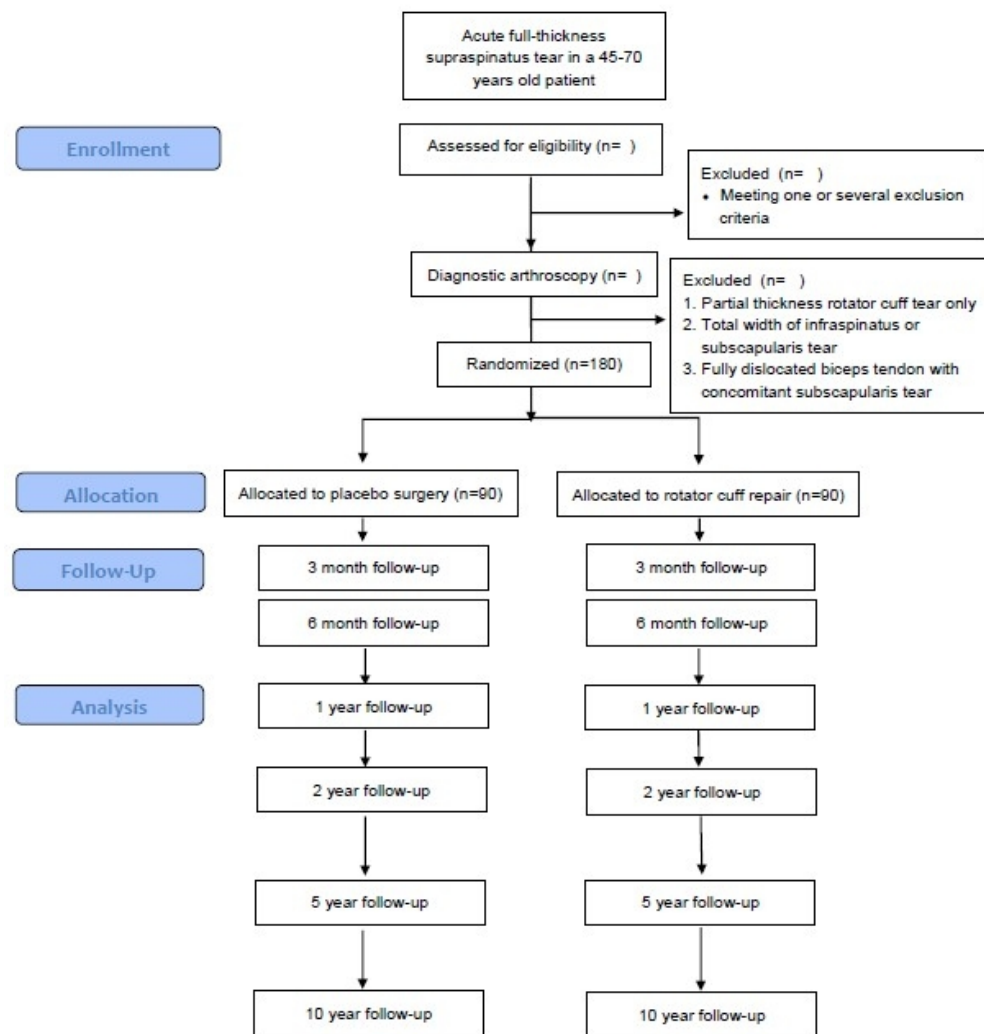 Acute full-thickness
supraspinatus tear in a 45-70
years old patient
Enrollment
Assessed for eligibility (n=  )
Excluded (n=  )
• Meeting one or several exclusion
criteria
Diagnostic arthroscopy (n=  )
Excluded (n=  )
1. Partial thickness rotator cuff tear only
2. Total width of infraspinatus or
subscapularis tear
3. Fully dislocated biceps tendon with
concomitant subscapularis tear
Randomized (n=180)
Allocation
Allocated to placebo surgery (n=90)
Allocated to rotator cuff repair (n=90)
Follow-Up
3 month follow-up
3 month follow-up
6 month follow-up
6 month follow-up
Analysis
1 year follow-up
1 year follow-up
2 year follow-up
2 year follow-up
5 year follow-up
5 year follow-up
10 year follow-up
10 year follow-up